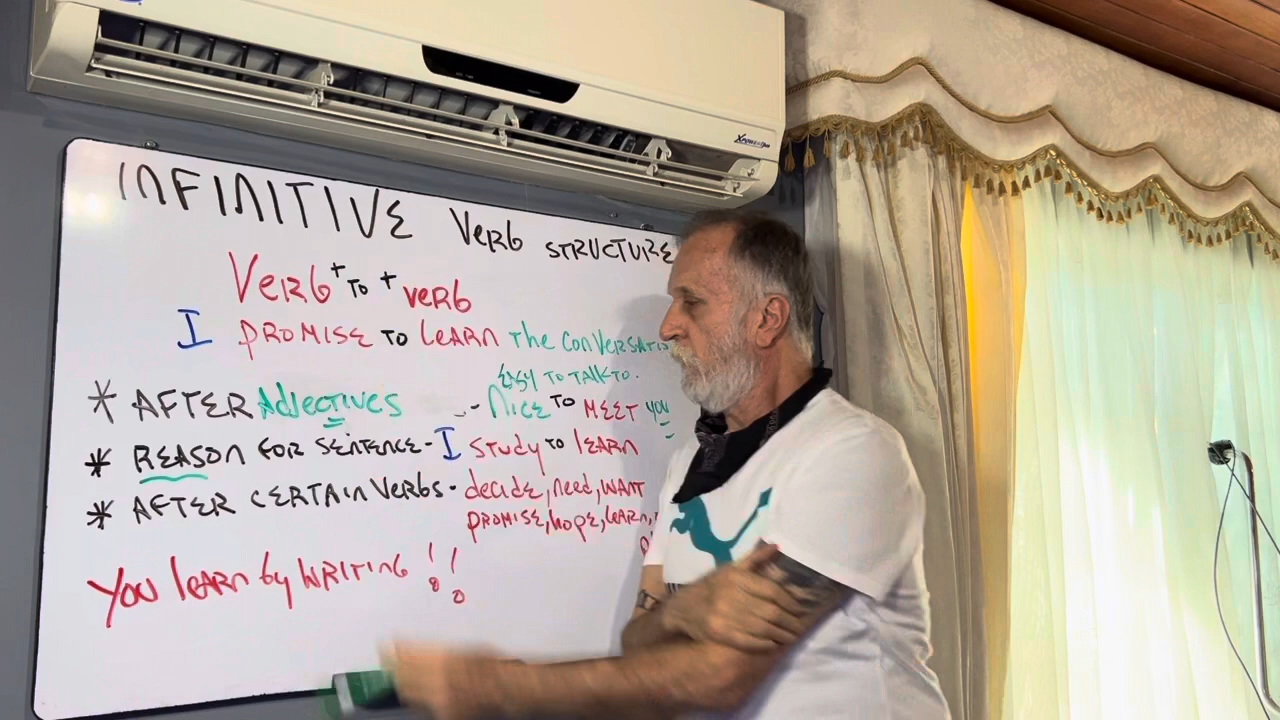 INFINITIVE Verb STRUCTURE
Verb + TO + verb
I PROMISE TO LEARN The CONVERSATIO
EASY TO TALK TO.
* AFTER Adjectives -- NICE TO MEET you
* REASON FOR SENTENCE - I STUDY TO LEARN
* AFTER CERTAIN VERBS - decide, need, WANT
PROMISE, hope, LEARN,
You learn by WRITING !!